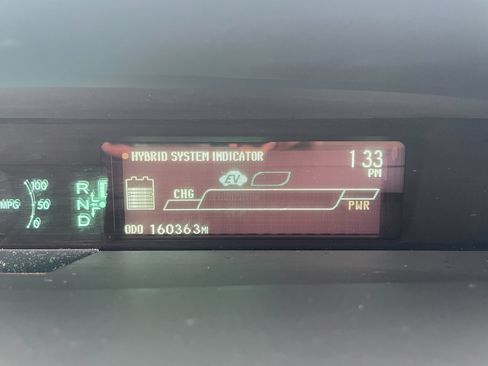 HYBRID SYSTEM INDICATOR
1 33
PM
EV
CHG
PWR
ODO 160363MI
100
MPG 50
0
R
N
D